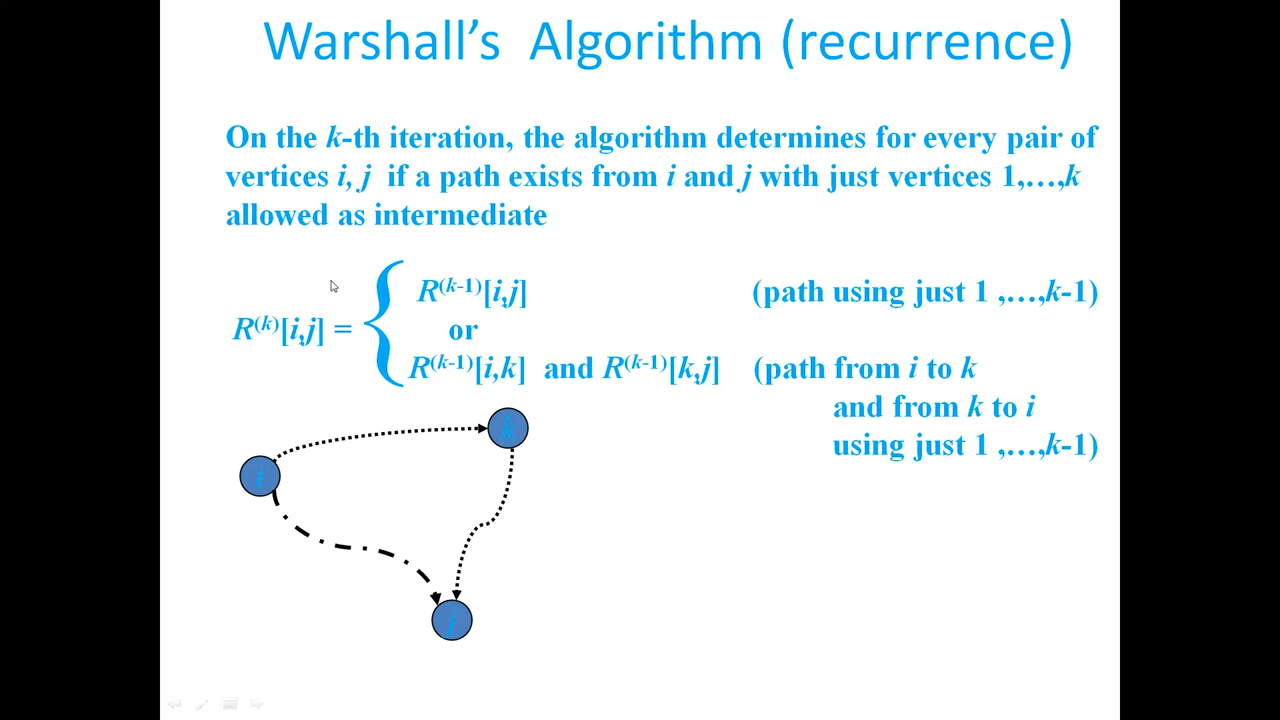 Warshall's Algorithm (recurrence)
On the k-th iteration, the algorithm determines for every pair of
vertices i, j if a path exists from i and j with just vertices 1,…,k
allowed as intermediate
R(k-1)[i,j] (path using just 1 ,…,k-1)
R(k)[i,j] = { or
R(k-1)[i,k] and R(k-1)[k,j] (path from i to k
and from k to i
using just 1 ,…,k-1)
k
i
j